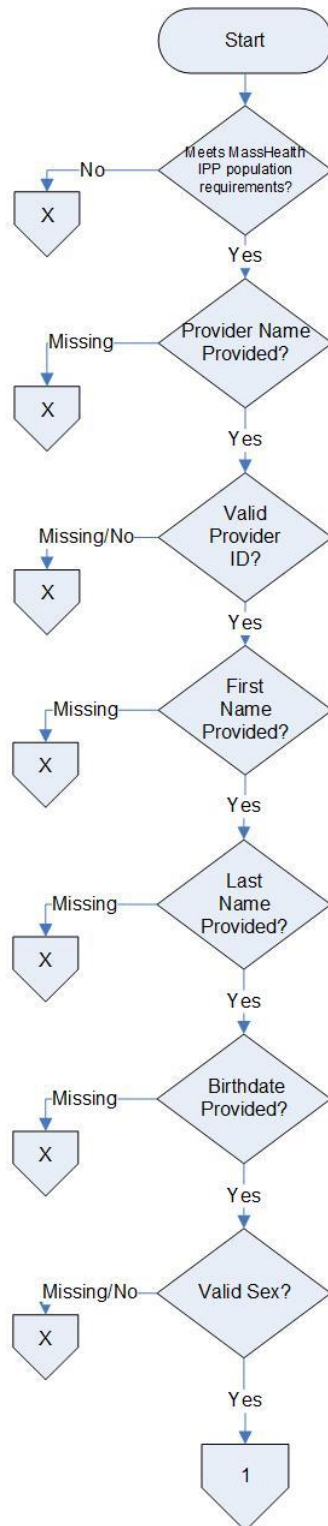 Start
Meets MassHealth
IPP population
requirements?
No
X
Yes
Provider Name
Provided?
Missing
X
Yes
Valid
Provider
ID?
Missing/No
X
Yes
First
Name
Provided?
Missing
X
Yes
Last
Name
Provided?
Missing
X
Yes
Birthdate
Provided?
Missing
X
Yes
Valid Sex?
Missing/No
X
Yes
1